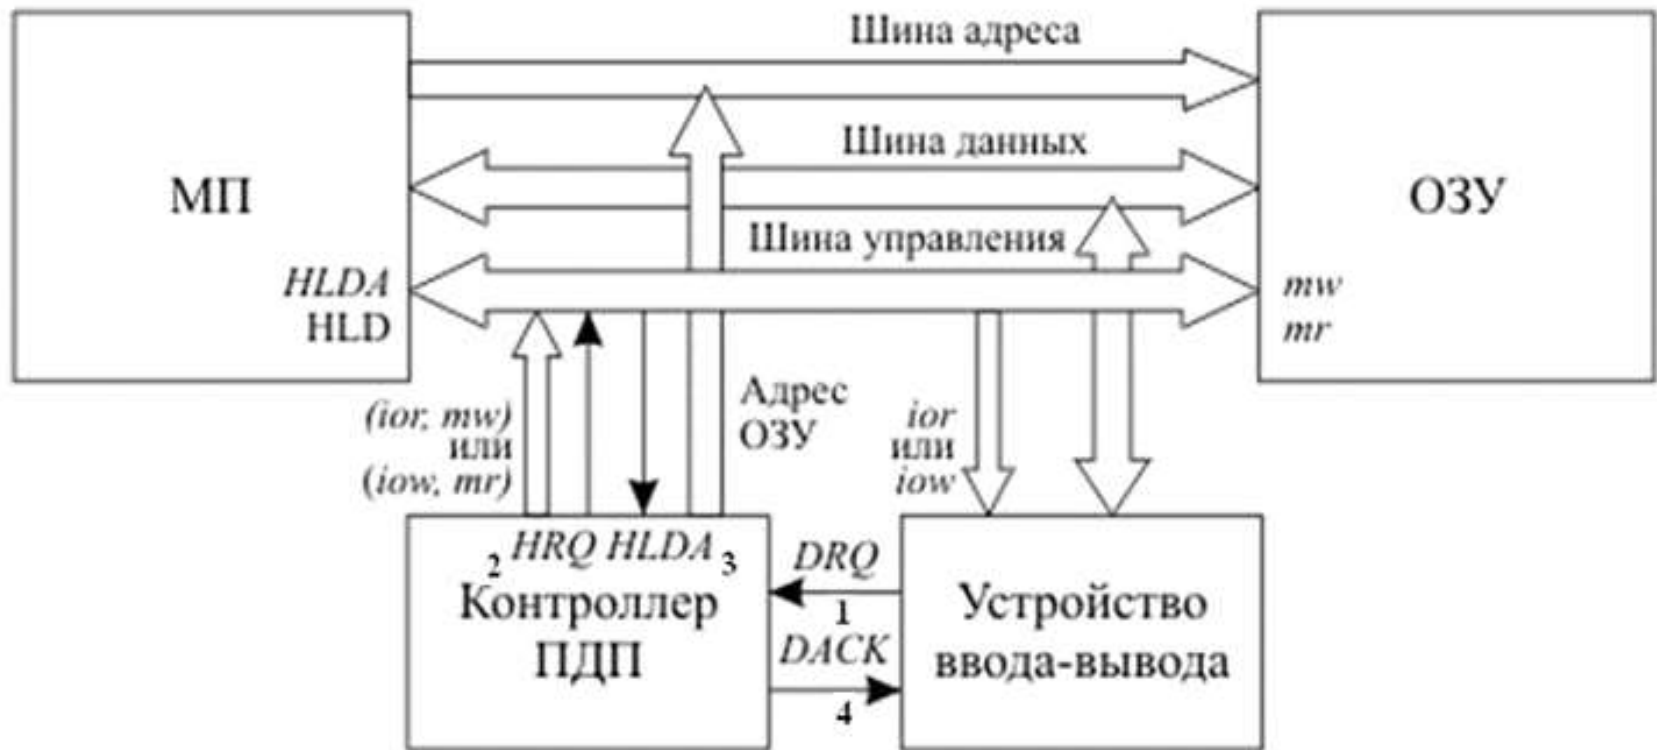 Шина адреса
Шина данных
МП
ОЗУ
Шина управления
HLDA
HLD
mw
mr
(ior, mw)
или
(iow, mr)
Адрес
ОЗУ
ior
или
iow
2 HRQ HLDA 3
Контроллер
ПДП
DRQ
1
DACK
4
Устройство
ввода-вывода